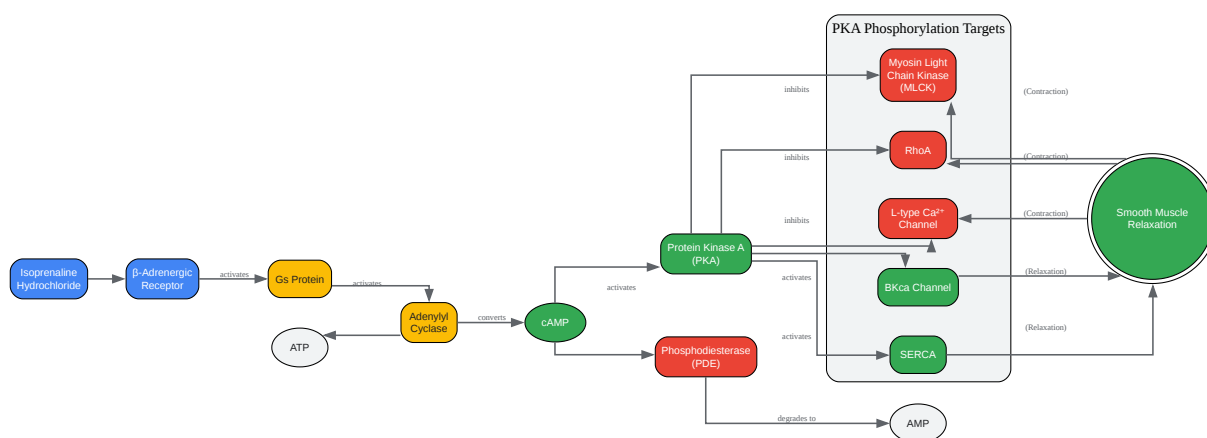 PKA Phosphorylation Targets
Myosin Light
Chain Kinase
(MLCK)
inhibits
(Contraction)
RhoA
inhibits
(Contraction)
L-type Ca²⁺
Channel
inhibits
(Contraction)
Smooth Muscle
Relaxation
Protein Kinase A
(PKA)
Isoprenaline
Hydrochloride
β-Adrenergic
Receptor
activates
Gs Protein
activates
activates
activates
BKca Channel
(Relaxation)
Adenylyl
Cyclase
converts
cAMP
ATP
activates
SERCA
(Relaxation)
Phosphodiesterase
(PDE)
degrades to
AMP